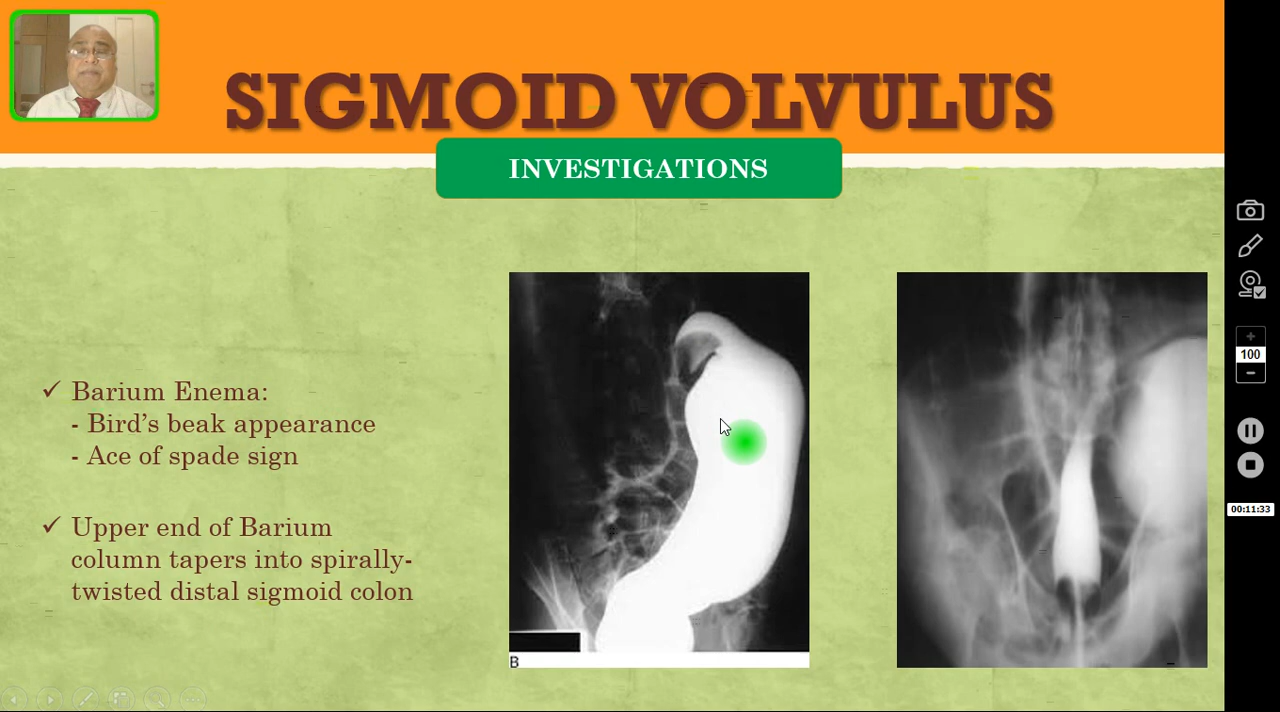 SIGMOID VOLVULUS
INVESTIGATIONS
✓ Barium Enema:
- Bird's beak appearance
- Ace of spade sign
✓ Upper end of Barium
column tapers into spirally-
twisted distal sigmoid colon
B
100
00:11:33